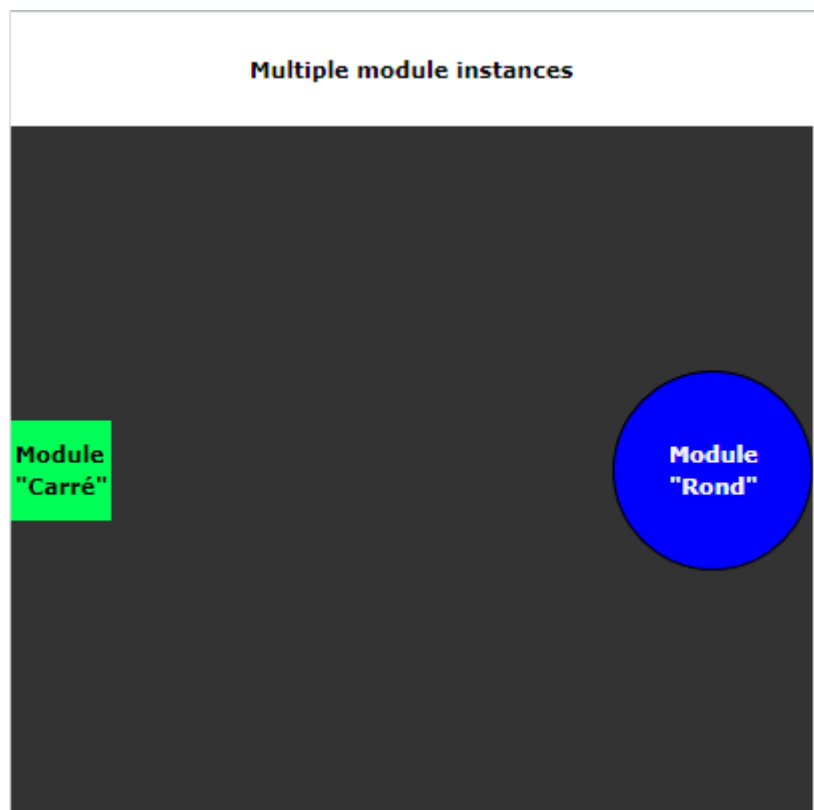 Multiple module instances
Module
"Carré"
Module
"Rond"